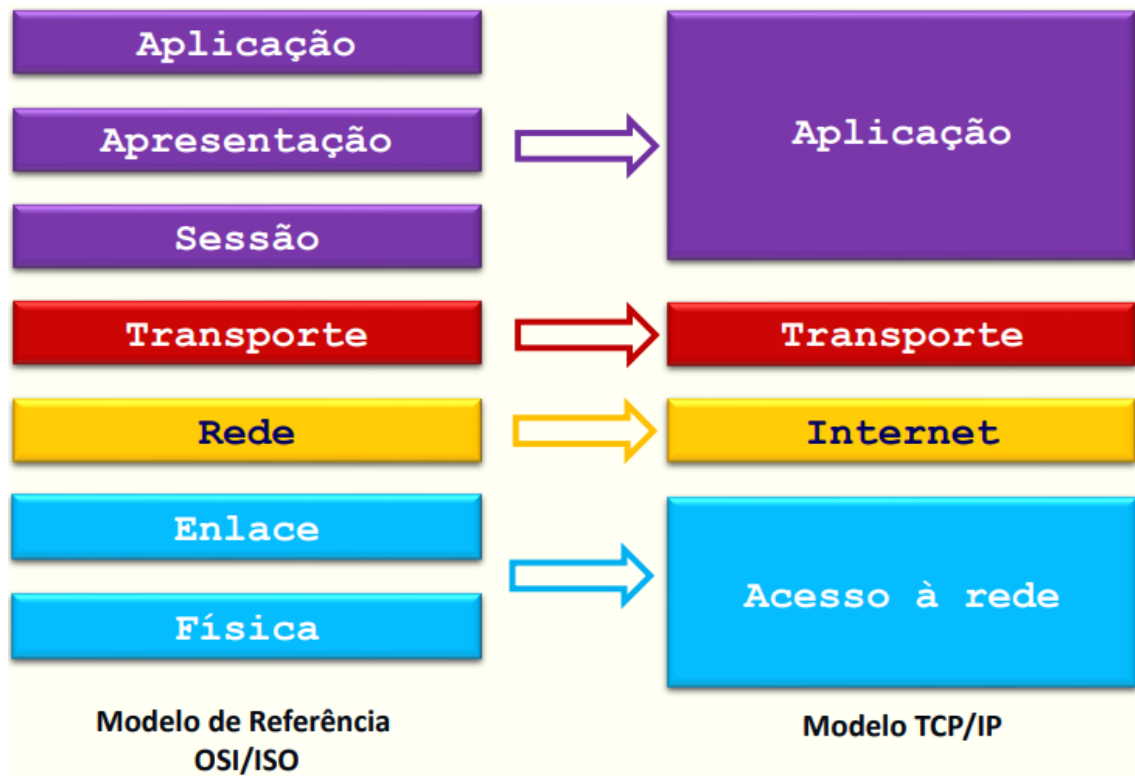 Aplicação
Apresentação
Sessão
Transporte
Rede
Enlace
Física
Modelo de Referência
OSI/ISO
Aplicação
Transporte
Internet
Acesso à rede
Modelo TCP/IP